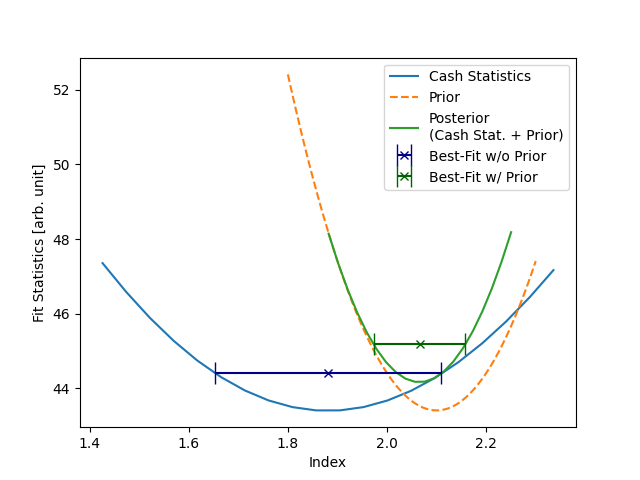 Cash Statistics
Prior
Posterior
(Cash Stat. + Prior)
Best-Fit w/o Prior
Best-Fit w/ Prior
Fit Statistics [arb. unit]
52
50
48
46
44
1.4 1.6 1.8 2.0 2.2
Index